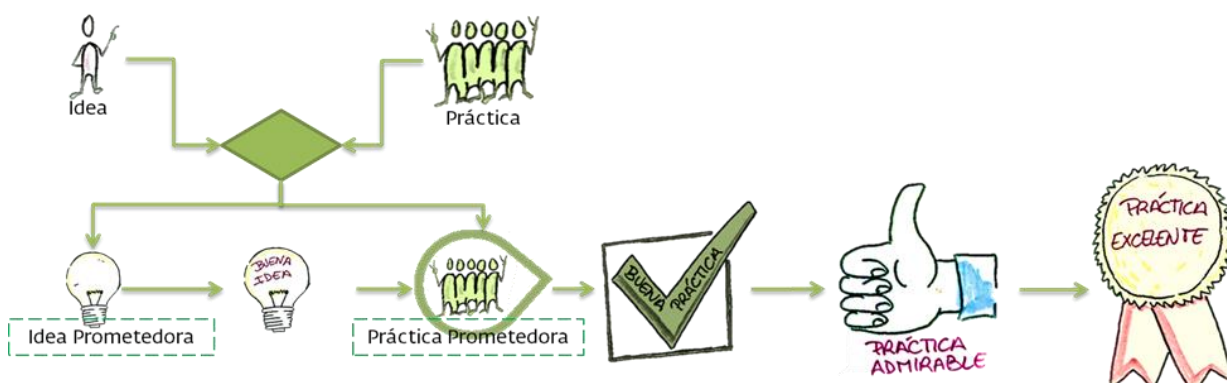 Idea
Práctica
BUENA
IDEA
Idea Prometedora
Práctica Prometedora
BUENA PRÁCTICA
PRÁCTICA
ADMIRABLE
PRÁCTICA
EXCELENTE